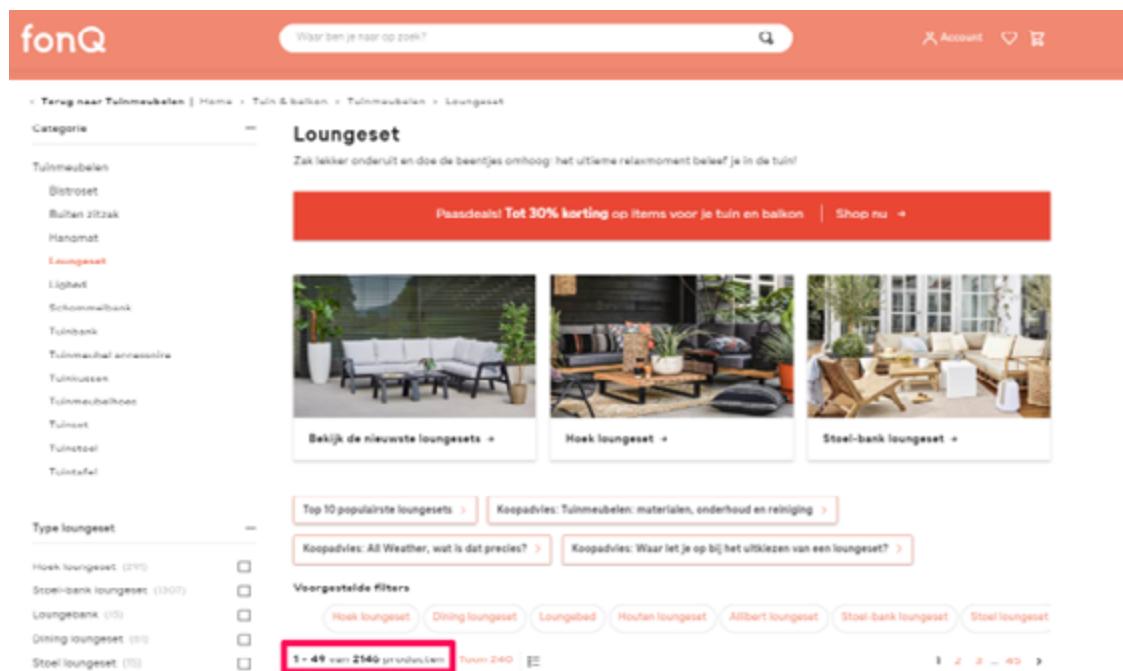 fonQ
Waar ben je naar op zoek?
Account
‹ Terug naar Tuinmeubelen | Home > Tuin & balkon > Tuinmeubelen > Loungeset
Categorie
Tuinmeubelen
Bistroset
Buiten zitzak
Hangmat
Loungeset
Ligbed
Schommelbank
Tuinbank
Tuinmeubel accessoire
Tuinkussen
Tuinmeubelhoes
Tuinset
Tuinstoel
Tuintafel
Type loungeset
Hoek loungeset (291)
Stoel-bank loungeset (1307)
Loungebank (15)
Dining loungeset
Stoel loungeset (15)
Loungeset
Zak lekker onderuit en doe de beentjes omhoog: het ultieme relaxmoment beleef je in de tuin!
Paasdeals! Tot 30% korting op items voor je tuin en balkon | Shop nu →
Bekijk de nieuwste loungesets →
Hoek loungeset →
Stoel-bank loungeset →
Top 10 populairste loungesets >
Koopadvies: Tuinmeubelen: materialen, onderhoud en reiniging >
Koopadvies: All Weather, wat is dat precies? >
Koopadvies: Waar let je op bij het uitkiezen van een loungeset? >
Voorgestelde filters
Hoek loungeset
Dining loungeset
Loungebed
Houten loungeset
Allibert loungeset
Stoel-bank loungeset
Stoel loungeset
1 - 49 van 2146 producten
Toon 240
1 2 3 … 45 >